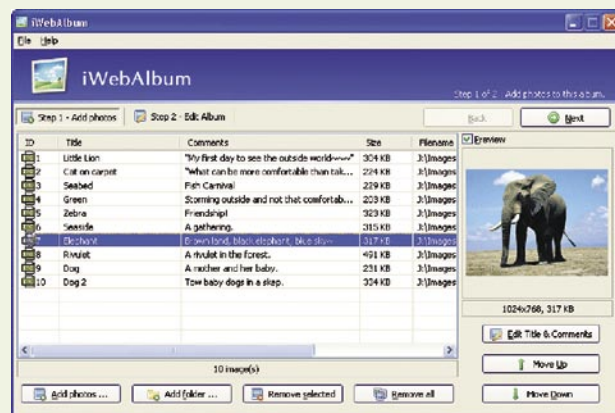 iWebAlbum
File Help
iWebAlbum
Step 1 of 2 - Add photos to this album.
Step 1 - Add photos Step 2 - Edit Album Back Next
ID Title Comments Size Filename Preview
1 Little Lion "My first day to see the outside world~~~" 304 KB J:\Images
2 Cat on carpet "What can be more comfortable than tak... 224 KB J:\Images
3 Seabed Fish Carnival 229 KB J:\Images
4 Green Storming outside and not that comfortab... 203 KB J:\Images
5 Zebra Friendship! 323 KB J:\Images
6 Seaside A gathering. 315 KB J:\Images
7 Elephant Brown land, black elephant, blue sky~~ 317 KB J:\Images
8 Rivulet A rivulet in the forest. 491 KB J:\Images
9 Dog A mother and her baby. 231 KB J:\Images
10 Dog 2 Tow baby dogs in a skep. 334 KB J:\Images
1024x768, 317 KB
Edit Title & Comments
10 image(s)
Move Up
Add photos ... Add folder ... Remove selected Remove all Move Down